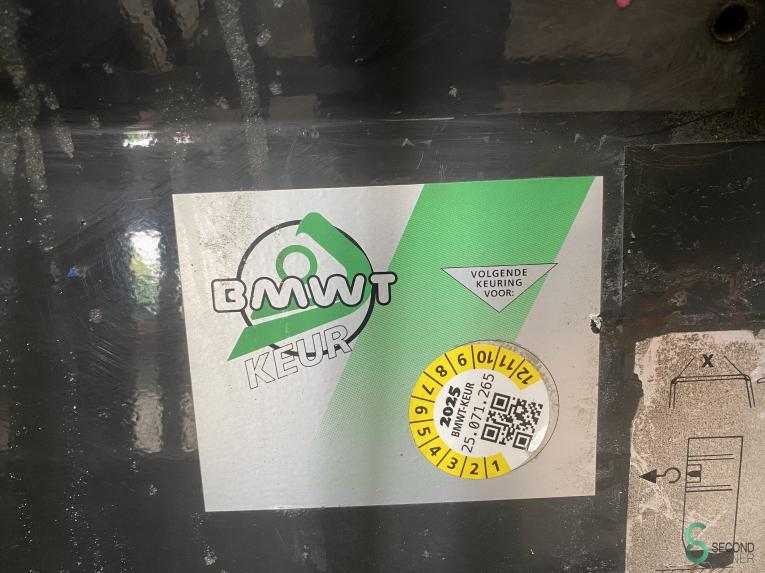 BMWT
KEUR
VOLGENDE
KEURING
VOOR:
1 2 3 4 5 6 7 8 9 10 11 12
2025
BMWT-KEUR
25.071.265
X
SECOND